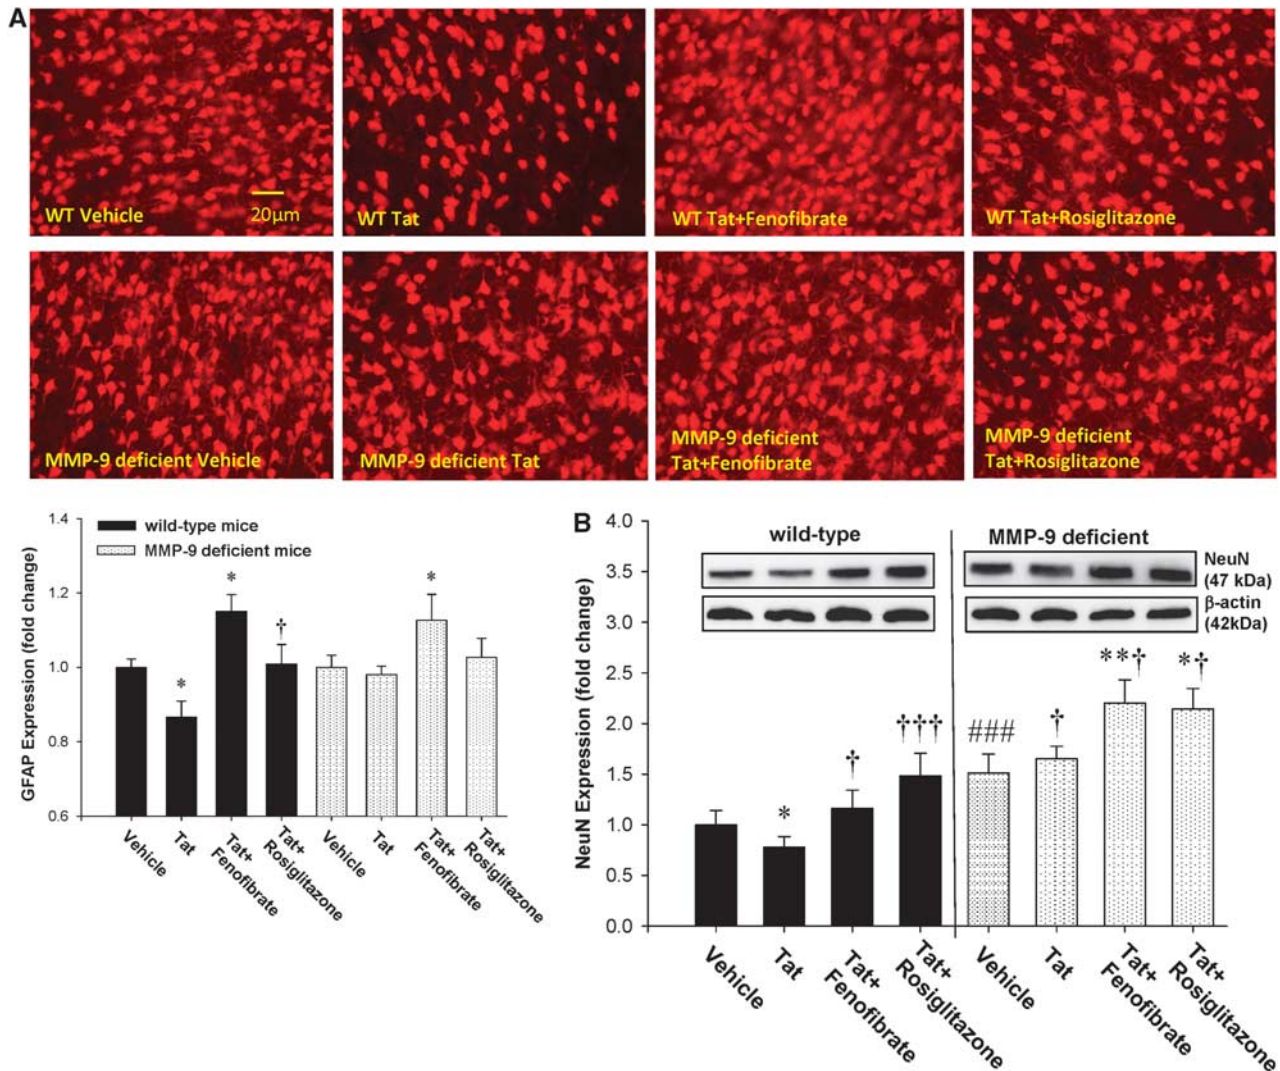 A
WT Vehicle
20µm
WT Tat
WT Tat+Fenofibrate
WT Tat+Rosiglitazone
MMP-9 deficient Vehicle
MMP-9 deficient Tat
MMP-9 deficient
Tat+Fenofibrate
MMP-9 deficient
Tat+Rosiglitazone
GFAP Expression (fold change)
1.4
1.2
1.0
0.8
0.6
wild-type mice
MMP-9 deficient mice
*
*
†
*
Vehicle
Tat
Tat+
Fenofibrate
Tat+
Rosiglitazone
Vehicle
Tat
Tat+
Fenofibrate
Tat+
Rosiglitazone
B
NeuN Expression (fold change)
4.0
3.5
3.0
2.5
2.0
1.5
1.0
0.5
0.0
wild-type
MMP-9 deficient
NeuN
(47 kDa)
β-actin
(42kDa)
*
†
†††
###
†
**†
*†
Vehicle
Tat
Tat+
Fenofibrate
Tat+
Rosiglitazone
Vehicle
Tat
Tat+
Fenofibrate
Tat+
Rosiglitazone